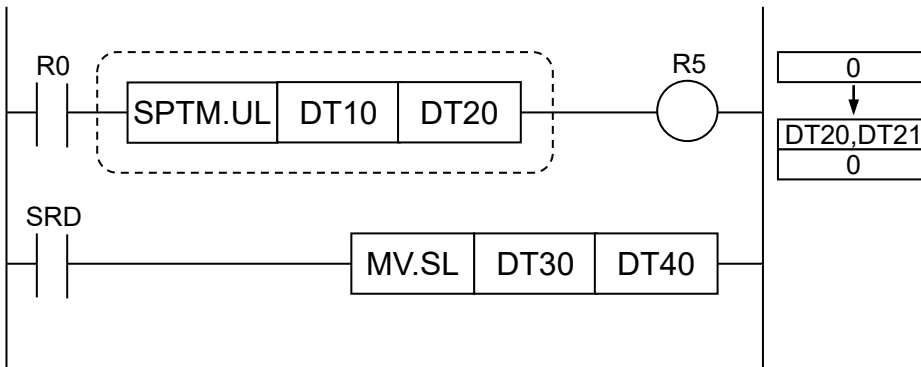 R0
SPTM.UL DT10 DT20
R5
0
DT20,DT21
0
SRD
MV.SL DT30 DT40